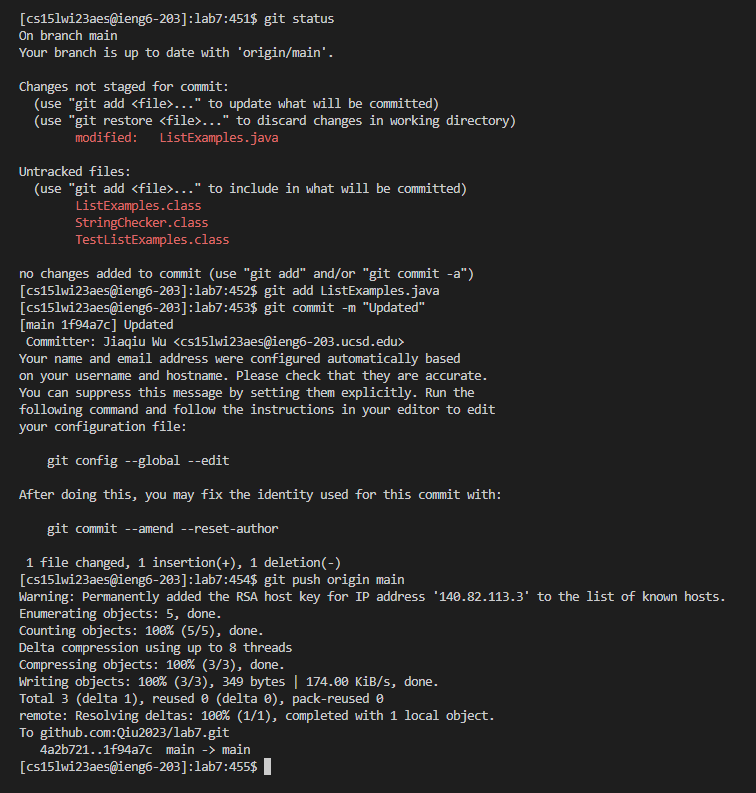 [cs15lwi23aes@ieng6-203]:lab7:451$ git status
On branch main
Your branch is up to date with 'origin/main'.

Changes not staged for commit:
  (use "git add <file>..." to update what will be committed)
  (use "git restore <file>..." to discard changes in working directory)
        modified:   ListExamples.java

Untracked files:
  (use "git add <file>..." to include in what will be committed)
        ListExamples.class
        StringChecker.class
        TestListExamples.class

no changes added to commit (use "git add" and/or "git commit -a")
[cs15lwi23aes@ieng6-203]:lab7:452$ git add ListExamples.java
[cs15lwi23aes@ieng6-203]:lab7:453$ git commit -m "Updated"
[main 1f94a7c] Updated
 Committer: Jiaqiu Wu <cs15lwi23aes@ieng6-203.ucsd.edu>
Your name and email address were configured automatically based
on your username and hostname. Please check that they are accurate.
You can suppress this message by setting them explicitly. Run the
following command and follow the instructions in your editor to edit
your configuration file:

    git config --global --edit

After doing this, you may fix the identity used for this commit with:

    git commit --amend --reset-author

 1 file changed, 1 insertion(+), 1 deletion(-)
[cs15lwi23aes@ieng6-203]:lab7:454$ git push origin main
Warning: Permanently added the RSA host key for IP address '140.82.113.3' to the list of known hosts.
Enumerating objects: 5, done.
Counting objects: 100% (5/5), done.
Delta compression using up to 8 threads
Compressing objects: 100% (3/3), done.
Writing objects: 100% (3/3), 349 bytes | 174.00 KiB/s, done.
Total 3 (delta 1), reused 0 (delta 0), pack-reused 0
remote: Resolving deltas: 100% (1/1), completed with 1 local object.
To github.com:Qiu2023/lab7.git
   4a2b721..1f94a7c  main -> main
[cs15lwi23aes@ieng6-203]:lab7:455$